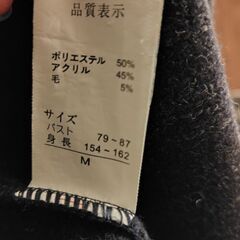 品質表示
ポリエステル 50%
アクリル 45%
毛 5%
サイズ
バスト 79-87
身長 154-162
M